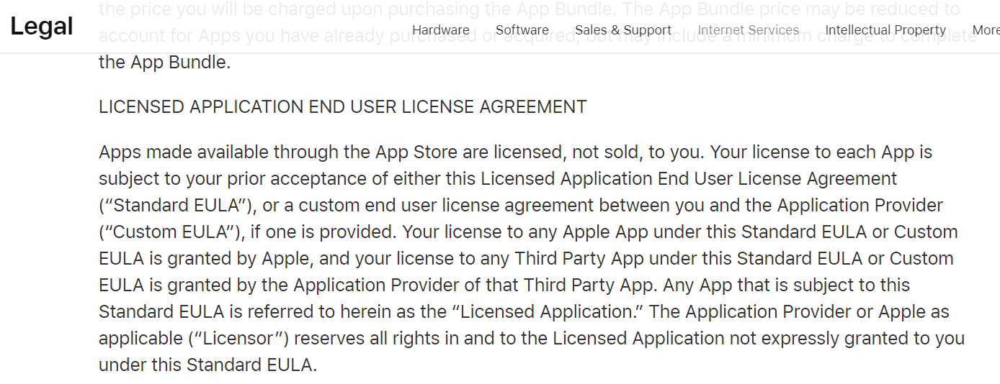 the price you will be charged upon purchasing the App Bundle. The App Bundle price may be reduced to
Legal
Hardware Software Sales & Support Internet Services Intellectual Property More
account for Apps you have already purchased or acquired, but may include a minimum charge to complete
the App Bundle.
LICENSED APPLICATION END USER LICENSE AGREEMENT
Apps made available through the App Store are licensed, not sold, to you. Your license to each App is
subject to your prior acceptance of either this Licensed Application End User License Agreement
(“Standard EULA”), or a custom end user license agreement between you and the Application Provider
(“Custom EULA”), if one is provided. Your license to any Apple App under this Standard EULA or Custom
EULA is granted by Apple, and your license to any Third Party App under this Standard EULA or Custom
EULA is granted by the Application Provider of that Third Party App. Any App that is subject to this
Standard EULA is referred to herein as the “Licensed Application.” The Application Provider or Apple as
applicable (“Licensor”) reserves all rights in and to the Licensed Application not expressly granted to you
under this Standard EULA.